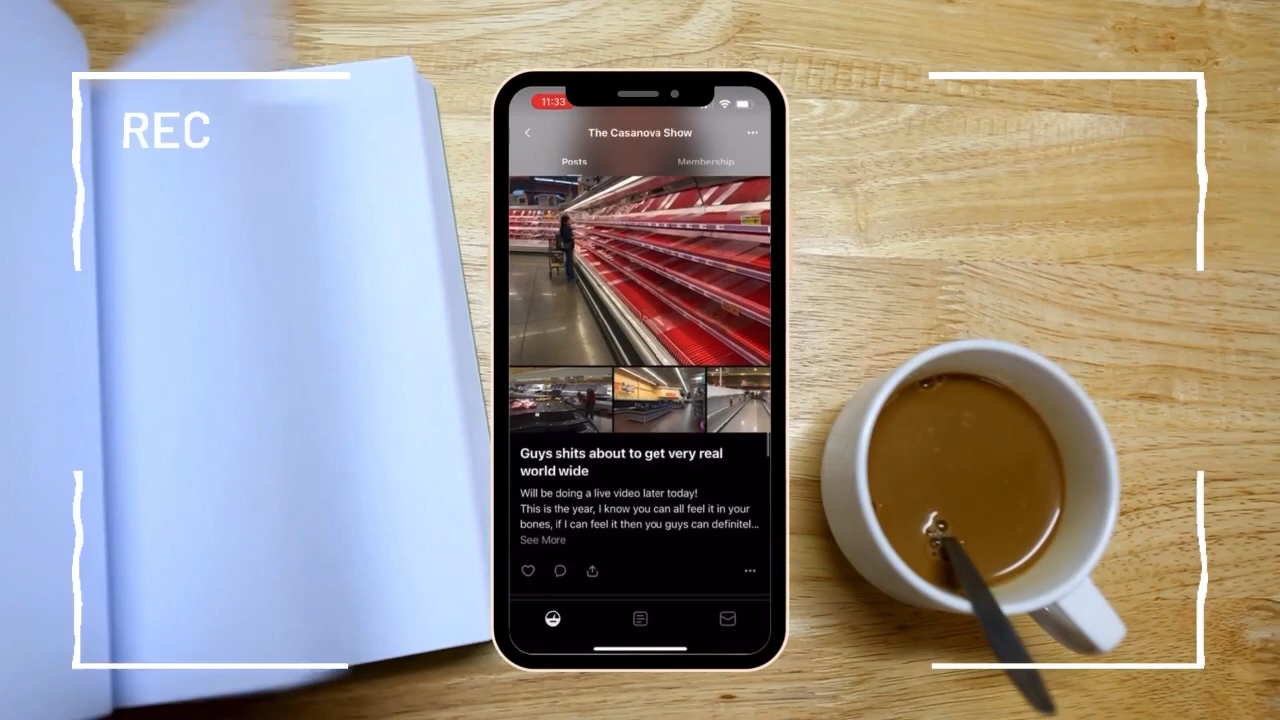 REC
11:33
The Casanova Show
Posts
Membership
Guys shits about to get very real
world wide
Will be doing a live video later today!
This is the year, I know you can all feel it in your
bones, if I can feel it then you guys can definitel...
See More